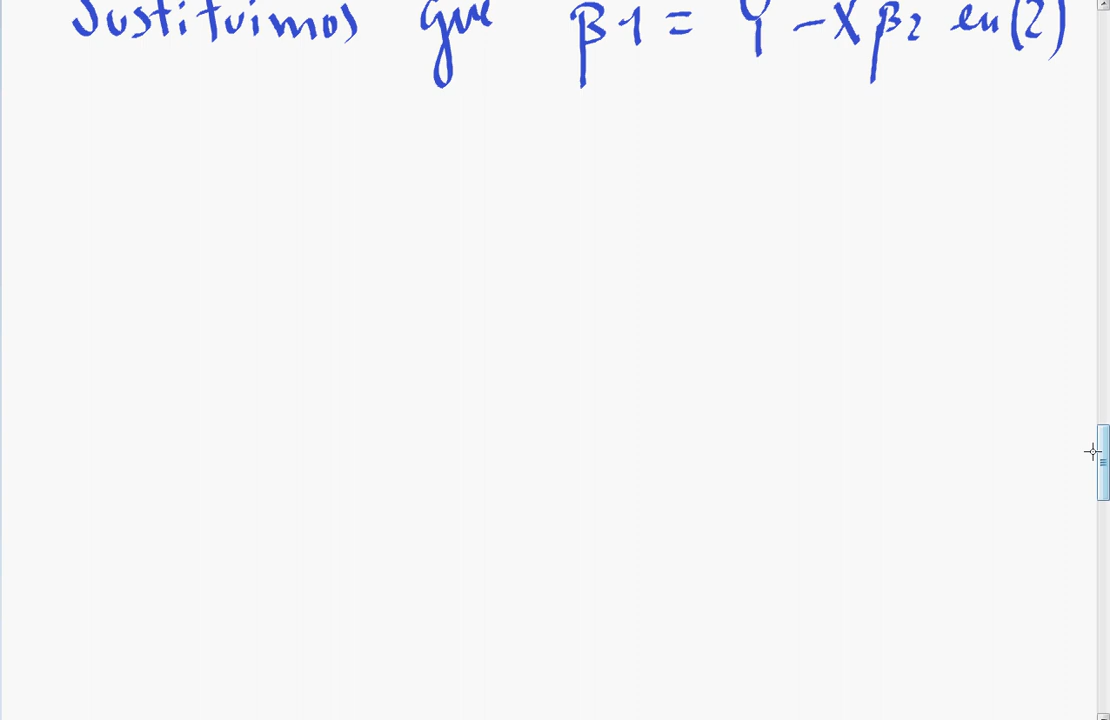 Sustituimos que β1 = Y - Xβ2 en (2)